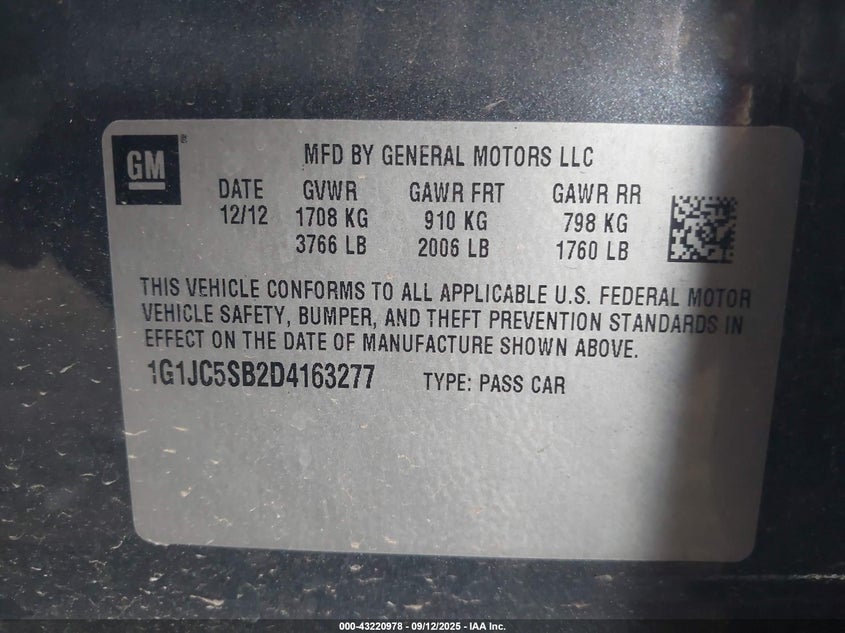 GM®
MFD BY GENERAL MOTORS LLC
DATE GVWR GAWR FRT GAWR RR
12/12 1708 KG 910 KG 798 KG
3766 LB 2006 LB 1760 LB
THIS VEHICLE CONFORMS TO ALL APPLICABLE U.S. FEDERAL MOTOR
VEHICLE SAFETY, BUMPER, AND THEFT PREVENTION STANDARDS IN
EFFECT ON THE DATE OF MANUFACTURE SHOWN ABOVE.
1G1JC5SB2D4163277 TYPE: PASS CAR
000-43220978 - 09/12/2025 - IAA Inc.